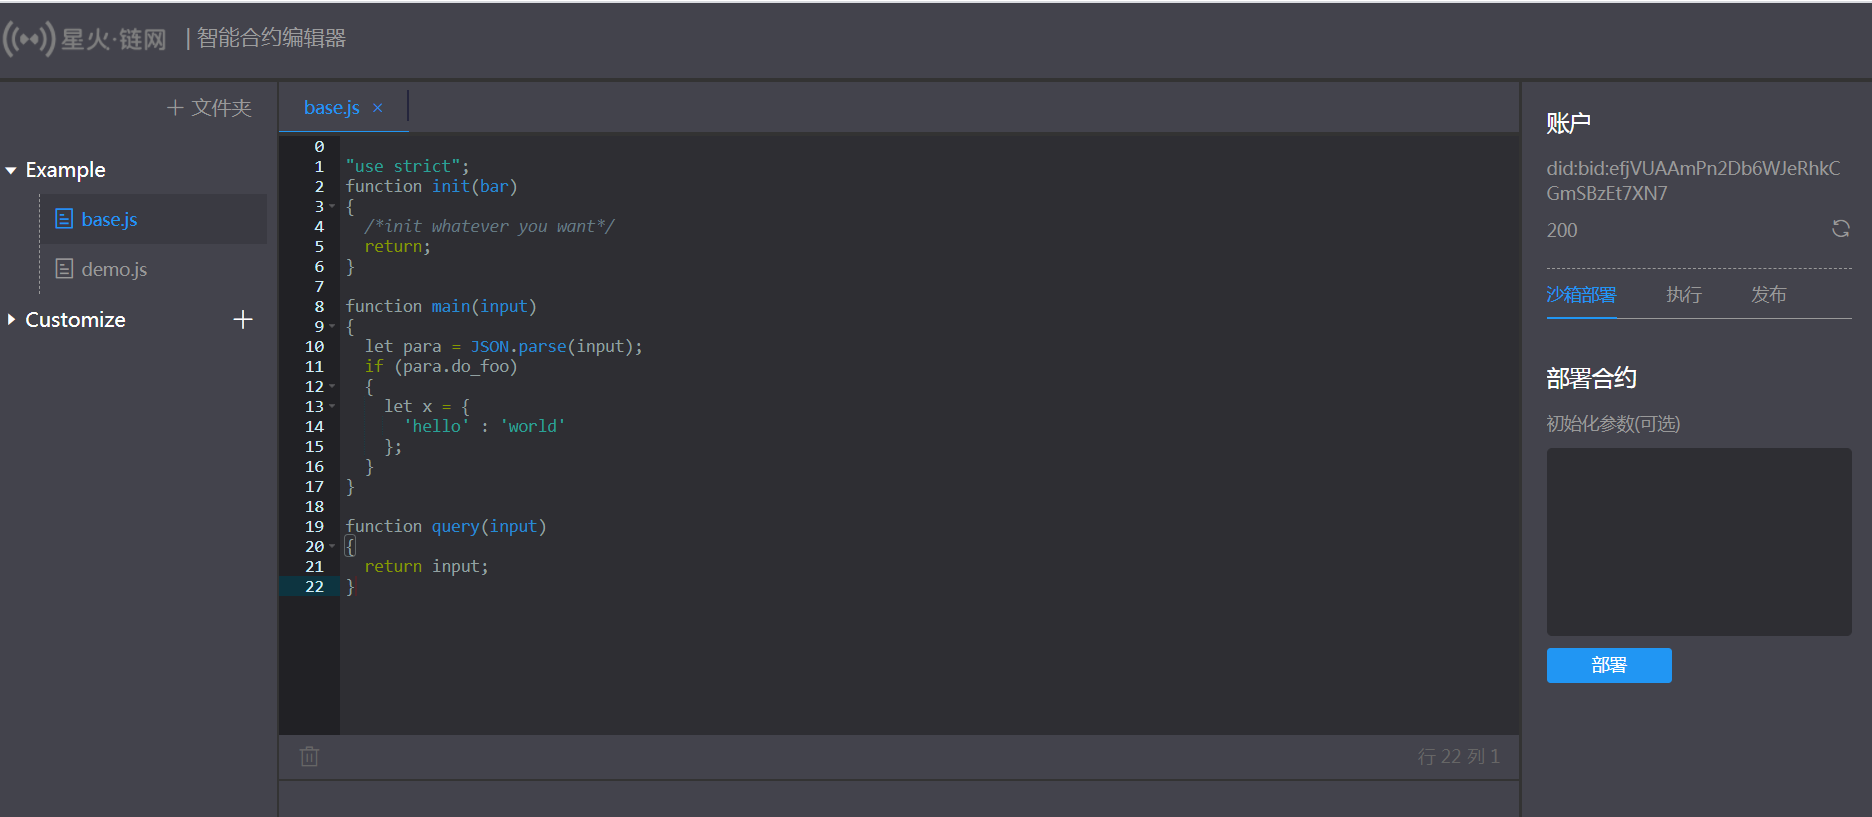 星火·链网 | 智能合约编辑器
文件夹
Example
base.js
demo.js
Customize
base.js ×
0
1 "use strict";
2 function init(bar)
3 {
4 /*init whatever you want*/
5 return;
6 }
7
8 function main(input)
9 {
10 let para = JSON.parse(input);
11 if (para.do_foo)
12 {
13 let x = {
14 'hello' : 'world'
15 };
16 }
17 }
18
19 function query(input)
20 {
21 return input;
22 }
行 22 列 1
账户
did:bid:efjVUAAmPn2Db6WJeRhkC
GmSBzEt7XN7
200
沙箱部署 执行 发布
部署合约
初始化参数(可选)
部署